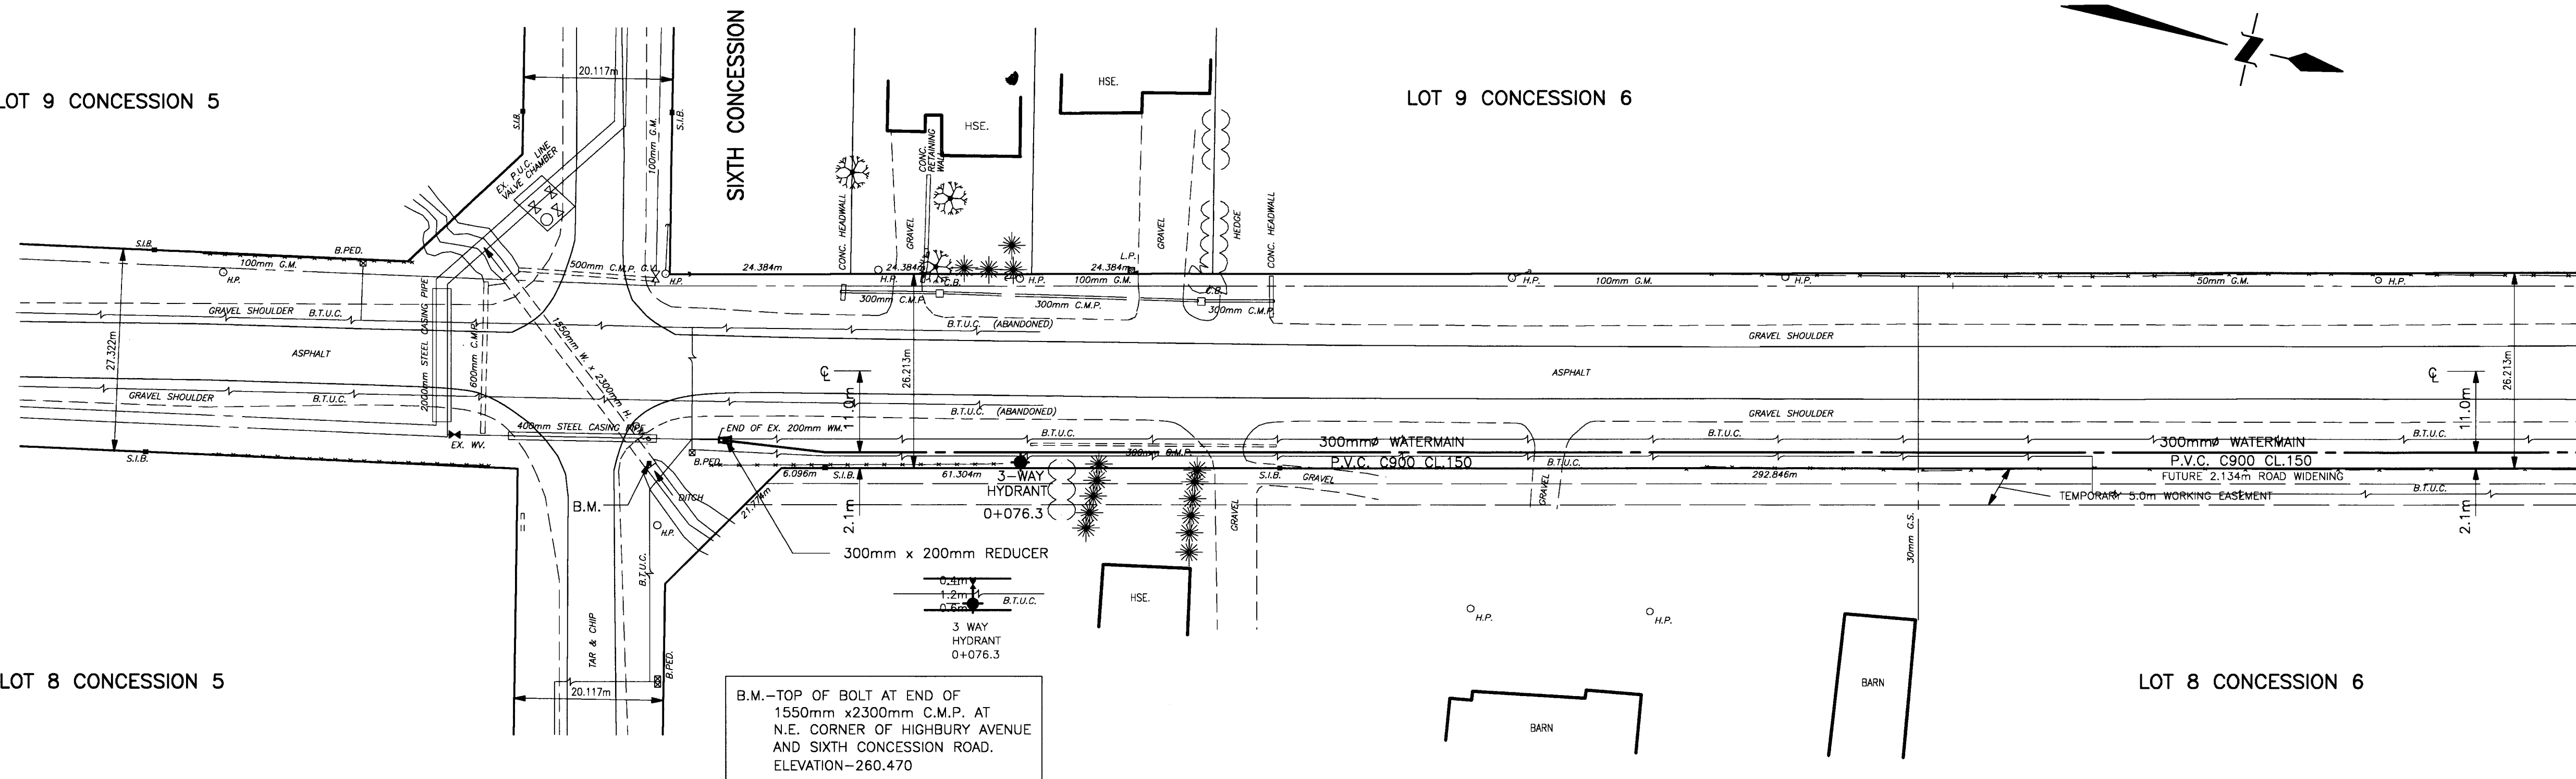 LOT 9 CONCESSION 5
20.117m
S.I.B.
S.I.B.
100mm G.M.
SIXTH CONCESSION
HSE.
HSE.
LOT 9 CONCESSION 6
EX. P.U.C. LINE
VALVE CHAMBER
CONC.
RETAINING
WALL
CONC. HEADWALL
GRAVEL
GRAVEL
HEDGE
CONC. HEADWALL
S.I.B.
B.PED.
100mm G.M.
H.P.
500mm C.M.P.
G.V.
H.P.
24.384m
24.384m
24.384m
L.P.
H.P.
C.B.
H.P.
100mm G.M.
C.B.
H.P.
100mm G.M.
H.P.
50mm G.M.
H.P.
300mm C.M.P.
300mm C.M.P.
300mm C.M.P.
27.322m
GRAVEL SHOULDER
B.T.U.C.
2000mm STEEL CASING PIPE
600mm C.M.P.
1550mm W. x 2300mm H.
B.T.U.C. (ABANDONED)
GRAVEL SHOULDER
26.213m
ASPHALT
ASPHALT
26.213m
℄
11.0m
℄
11.0m
GRAVEL SHOULDER
B.T.U.C.
B.T.U.C. (ABANDONED)
GRAVEL SHOULDER
400mm STEEL CASING PIPE
END OF EX. 200mm WM.
B.T.U.C.
B.T.U.C.
B.T.U.C.
EX. WV.
300mmø WATERMAIN
P.V.C. C900 CL.150
300mmø WATERMAIN
P.V.C. C900 CL.150
S.I.B.
B.PED.
300mm C.M.P.
B.T.U.C.
6.096m
S.I.B.
61.304m
S.I.B.
GRAVEL
292.846m
FUTURE 2.134m ROAD WIDENING
B.T.U.C.
TEMPORARY 5.0m WORKING EASEMENT
3-WAY
HYDRANT
0+076.3
DITCH
21.774m
B.M.
2.1m
GRAVEL
GRAVEL
2.1m
H.P.
B.T.U.C.
300mm x 200mm REDUCER
30mm G.S.
0.4m
1.2m
0.6m
B.T.U.C.
3 WAY
HYDRANT
0+076.3
HSE.
H.P.
H.P.
TAR & CHIP
B.PED.
20.117m
LOT 8 CONCESSION 5
BARN
BARN
LOT 8 CONCESSION 6
B.M.-TOP OF BOLT AT END OF
1550mm x2300mm C.M.P. AT
N.E. CORNER OF HIGHBURY AVENUE
AND SIXTH CONCESSION ROAD.
ELEVATION-260.470